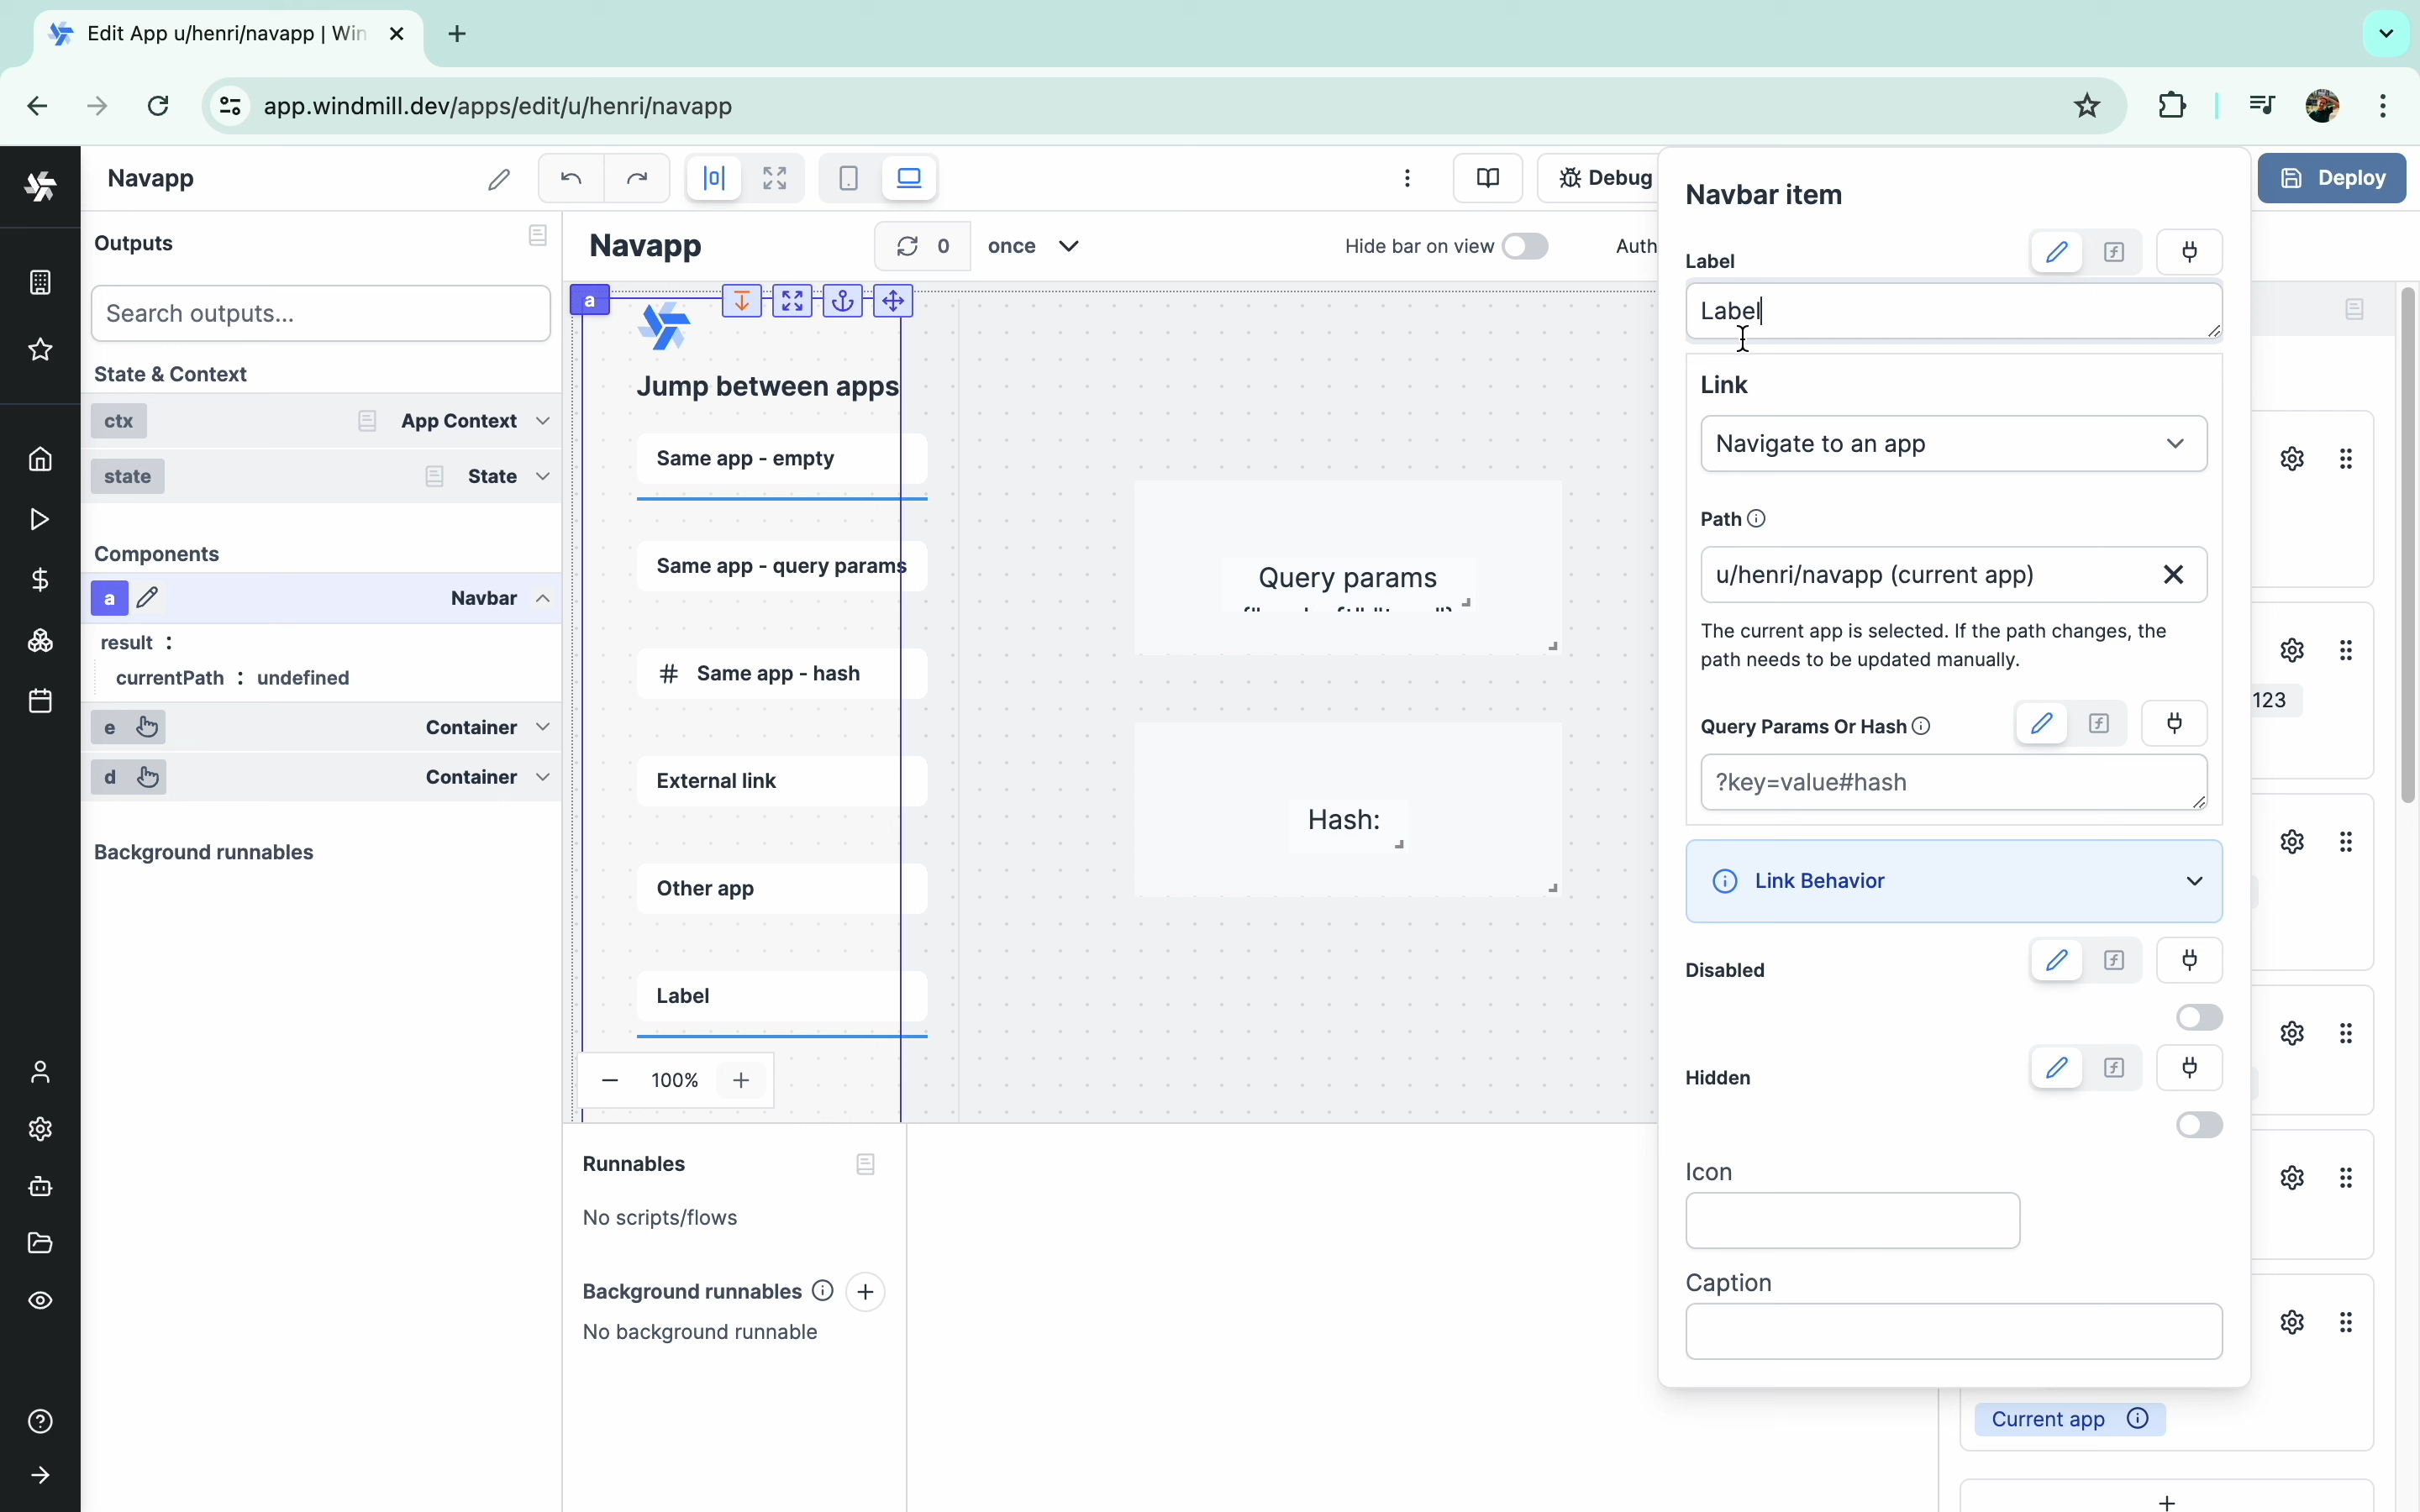 Edit App u/henri/navapp | Win
app.windmill.dev/apps/edit/u/henri/navapp
Navapp
Debug
Deploy
Outputs
Search outputs...
State & Context
ctx
App Context
state
State
Components
a
Navbar
result :
currentPath : undefined
e
Container
d
Container
Background runnables
Navapp
0
once
Hide bar on view
Auth
a
Jump between apps
Same app - empty
Same app - query params
# Same app - hash
External link
Other app
Label
100%
Query params
Hash:
Runnables
No scripts/flows
Background runnables
No background runnable
Navbar item
Label
Label
Link
Navigate to an app
Path
u/henri/navapp (current app)
The current app is selected. If the path changes, the
path needs to be updated manually.
Query Params Or Hash
?key=value#hash
Link Behavior
Disabled
Hidden
Icon
Caption
123
Current app